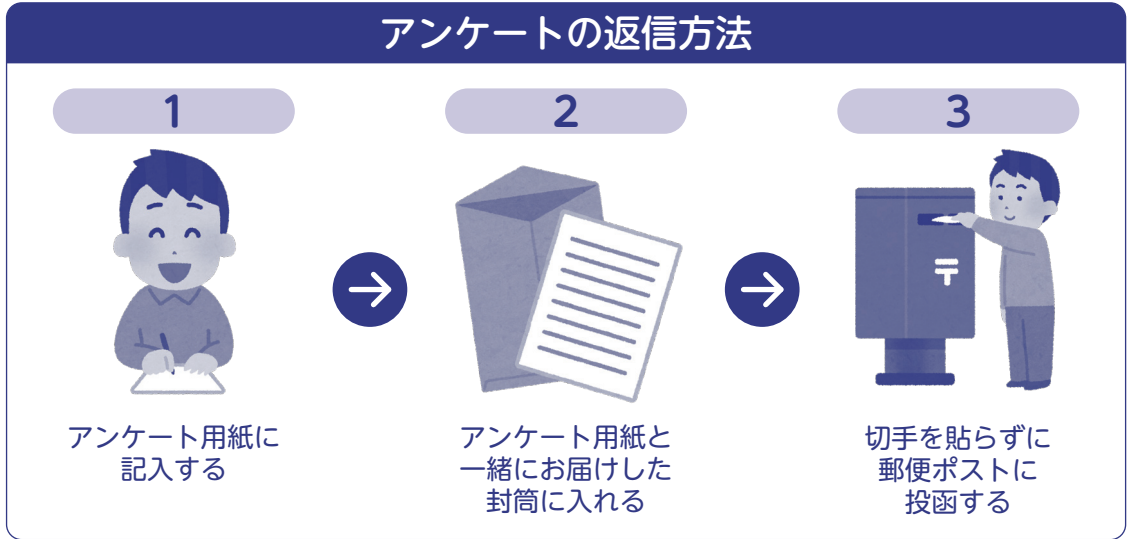 アンケートの返信方法
1
2
3
アンケート用紙に
記入する
アンケート用紙と
一緒にお届けした
封筒に入れる
切手を貼らずに
郵便ポストに
投函する